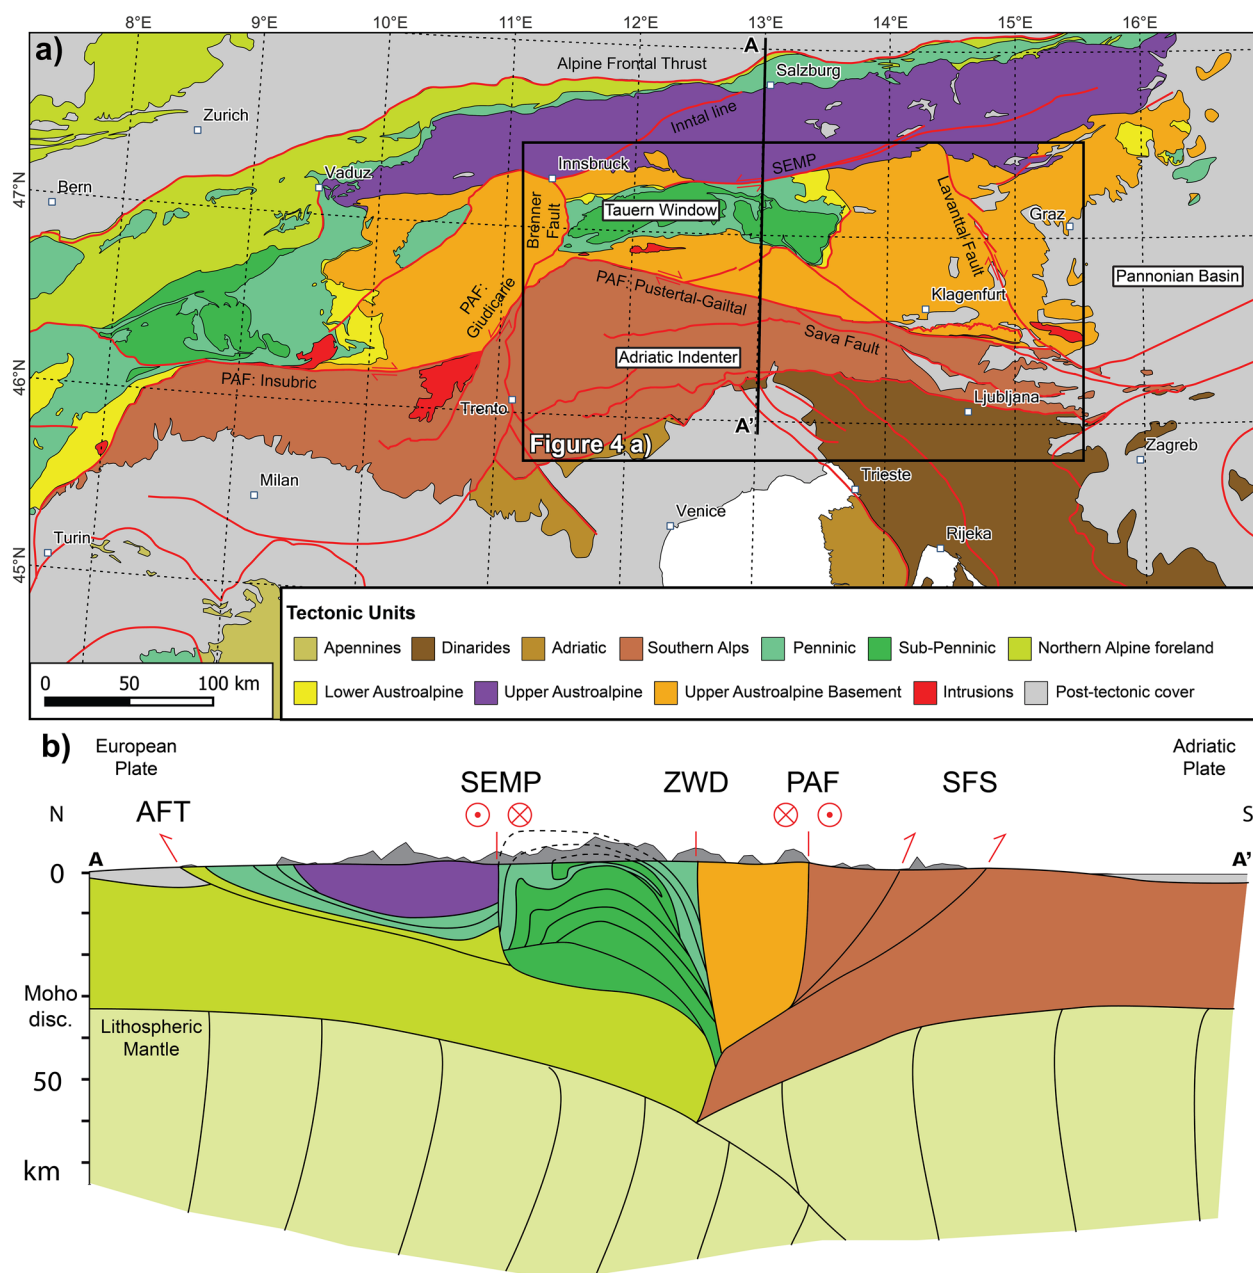 8°E 9°E 10°E 11°E 12°E 13°E 14°E 15°E 16°E
a)
A
Alpine Frontal Thrust
Salzburg
Zurich
Inntal line
Innsbruck
SEMP
47°N
Vaduz
Bern
Lavanttal Fault
Tauern Window
Graz
Brenner
Fault
Pannonian Basin
PAF:
Giudicarie
PAF: Pustertal-Gailtal
Klagenfurt
Sava Fault
Adriatic Indenter
46°N
PAF: Insubric
Trento
Ljubljana
A'
Figure 4 a)
Zagreb
Milan
Trieste
Venice
Turin
Rijeka
45°N
Tectonic Units
Apennines Dinarides Adriatic Southern Alps Penninic Sub-Penninic Northern Alpine foreland
Lower Austroalpine Upper Austroalpine Upper Austroalpine Basement Intrusions Post-tectonic cover
0 50 100 km
b)
European
Plate
Adriatic
Plate
SEMP ZWD PAF SFS
N AFT S
A A'
0
Moho
disc.
Lithospheric
Mantle
50
km